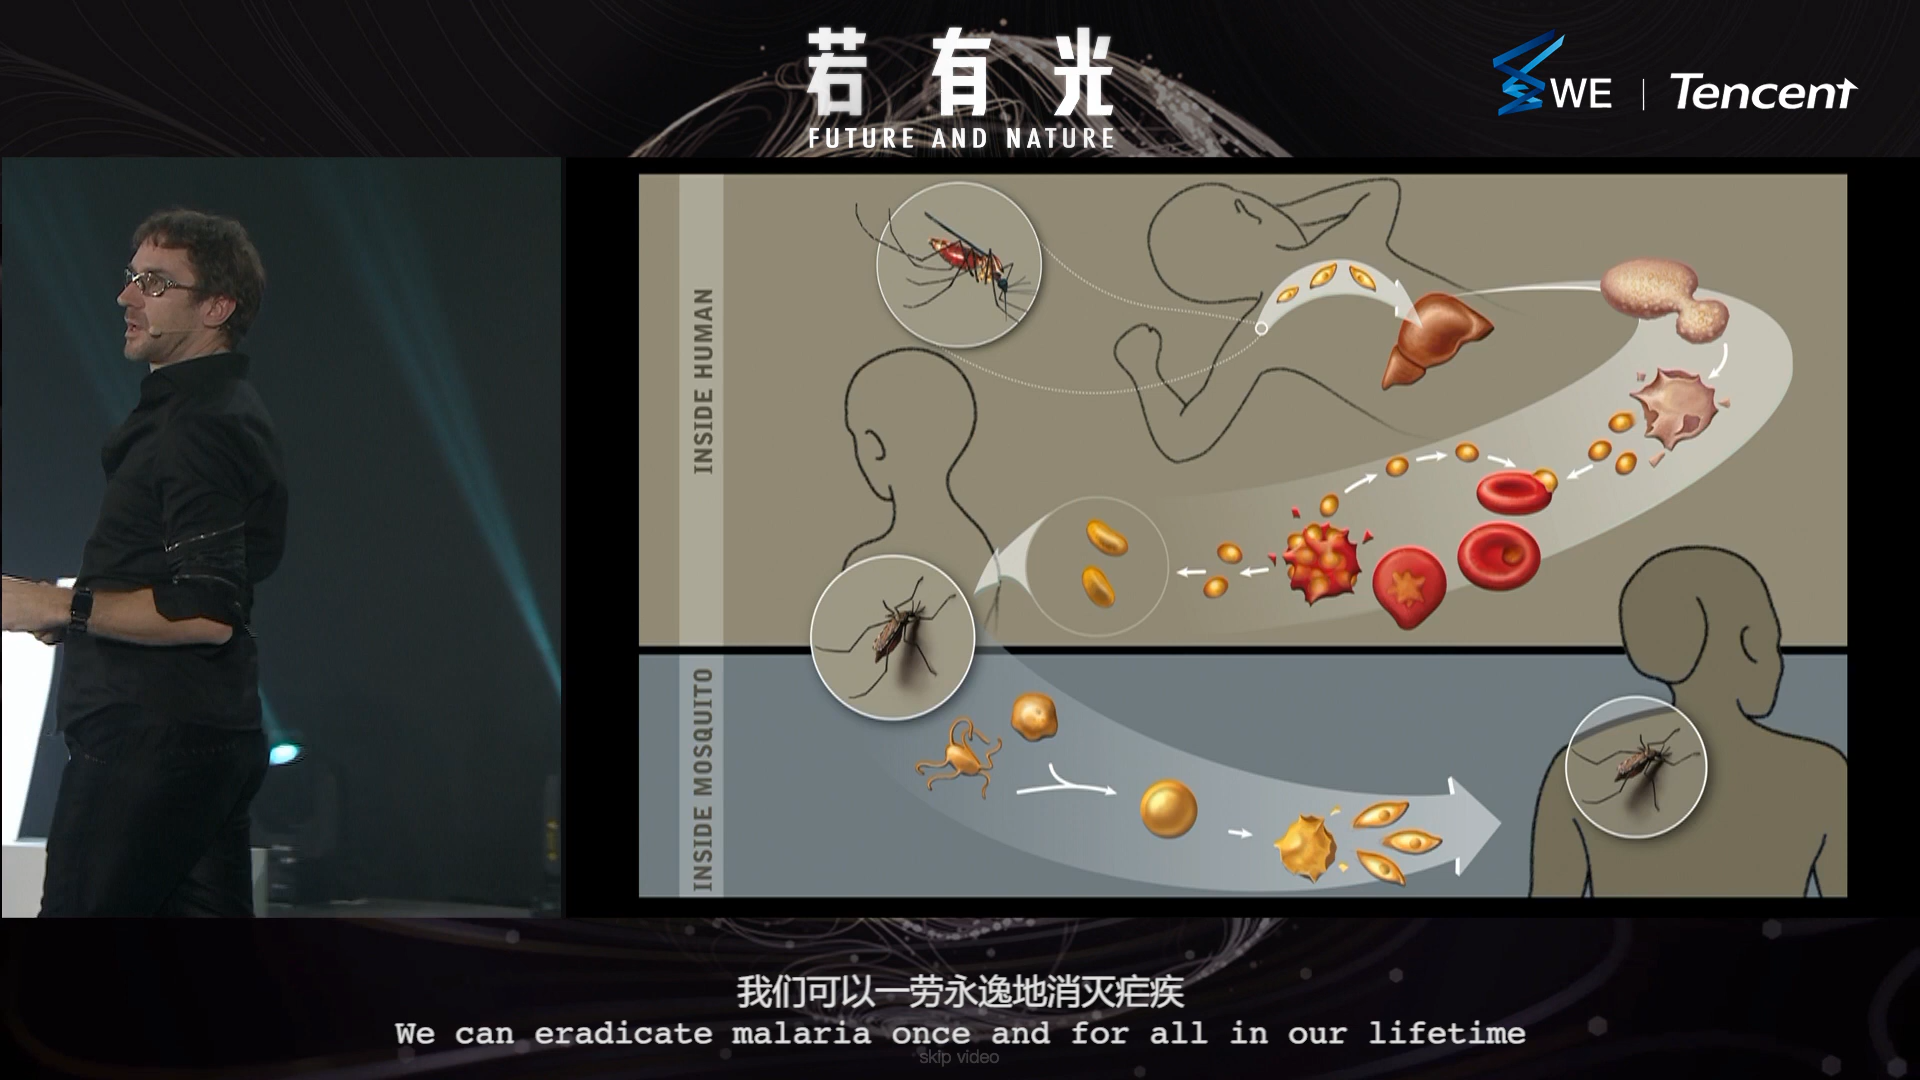 若有光
FUTURE AND NATURE
WE | Tencent
INSIDE HUMAN
INSIDE MOSQUITO
我们可以一劳永逸地消灭疟疾
We can eradicate malaria once and for all in our lifetime
skip video